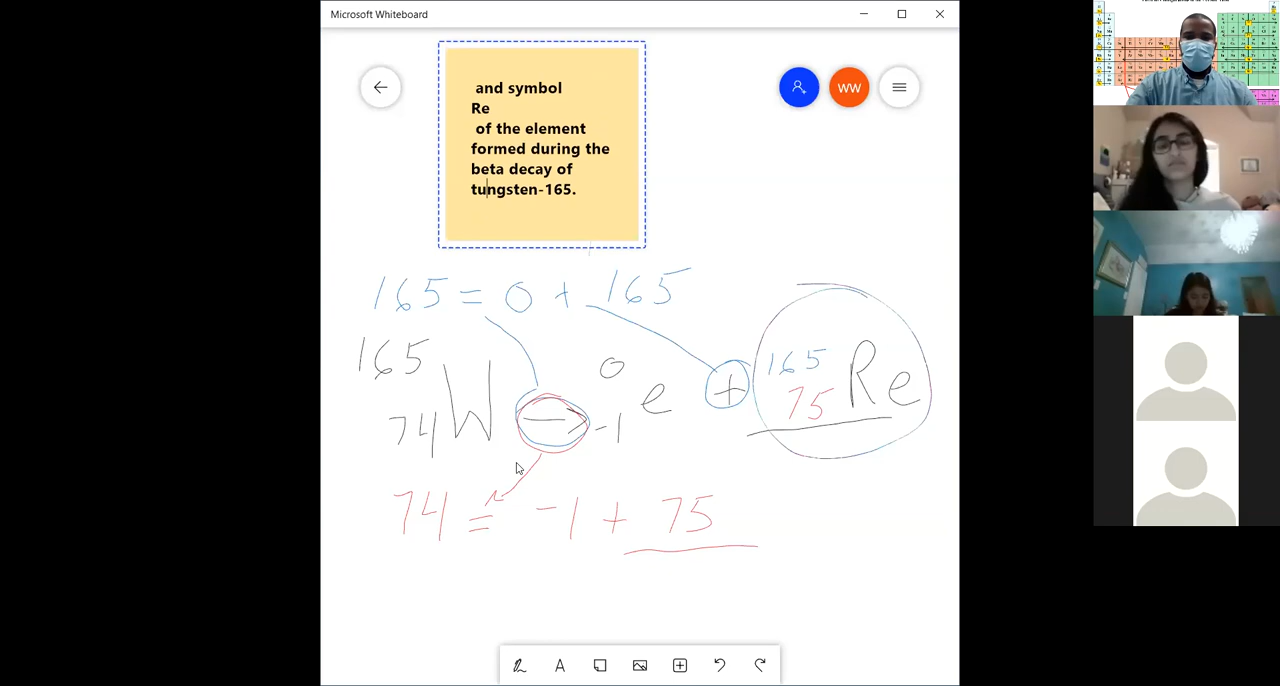 Microsoft Whiteboard
and symbol
Re
of the element
formed during the
beta decay of
tungsten-165.
WW
165 = 0 + 165
165 74 W -> 0 -1 e + 165 75 Re
74 = -1 + 75
A